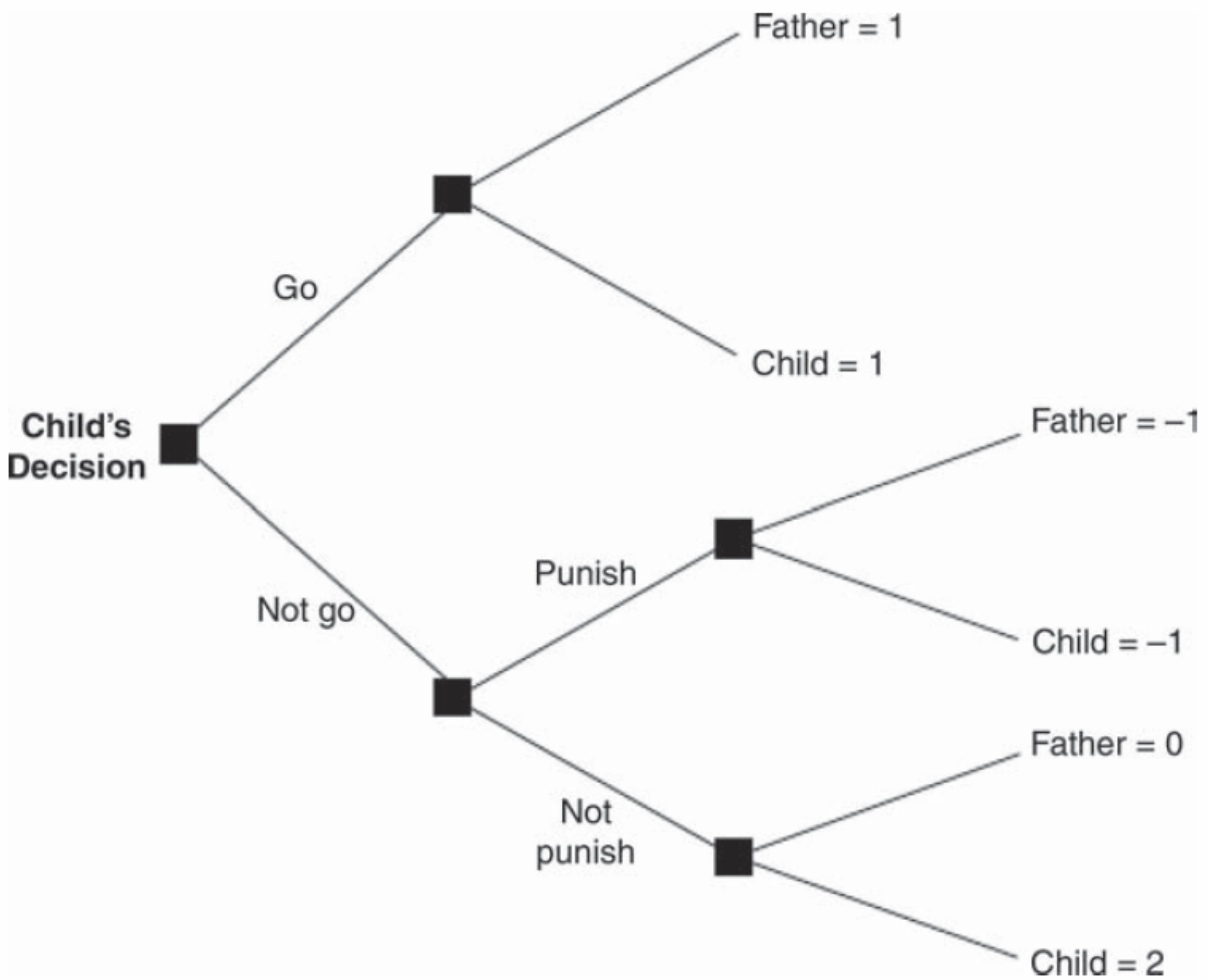 Father = 1
Go
Child = 1
Child's
Decision
Father = –1
Punish
Not go
Child = –1
Father = 0
Not
punish
Child = 2